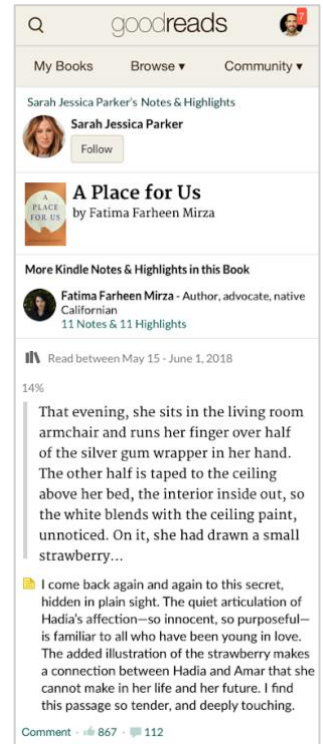 goodreads
7
My Books Browse ▾ Community ▾
Sarah Jessica Parker's Notes & Highlights
Sarah Jessica Parker
Follow
A
PLACE
FOR US
A Place for Us
by Fatima Farheen Mirza
More Kindle Notes & Highlights in this Book
Fatima Farheen Mirza - Author, advocate, native
Californian
11 Notes & 11 Highlights
Read between May 15 - June 1, 2018
14%
That evening, she sits in the living room
armchair and runs her finger over half
of the silver gum wrapper in her hand.
The other half is taped to the ceiling
above her bed, the interior inside out, so
the white blends with the ceiling paint,
unnoticed. On it, she had drawn a small
strawberry...
I come back again and again to this secret,
hidden in plain sight. The quiet articulation of
Hadia's affection—so innocent, so purposeful—
is familiar to all who have been young in love.
The added illustration of the strawberry makes
a connection between Hadia and Amar that she
cannot make in her life and her future. I find
this passage so tender, and deeply touching.
Comment · 867 · 112